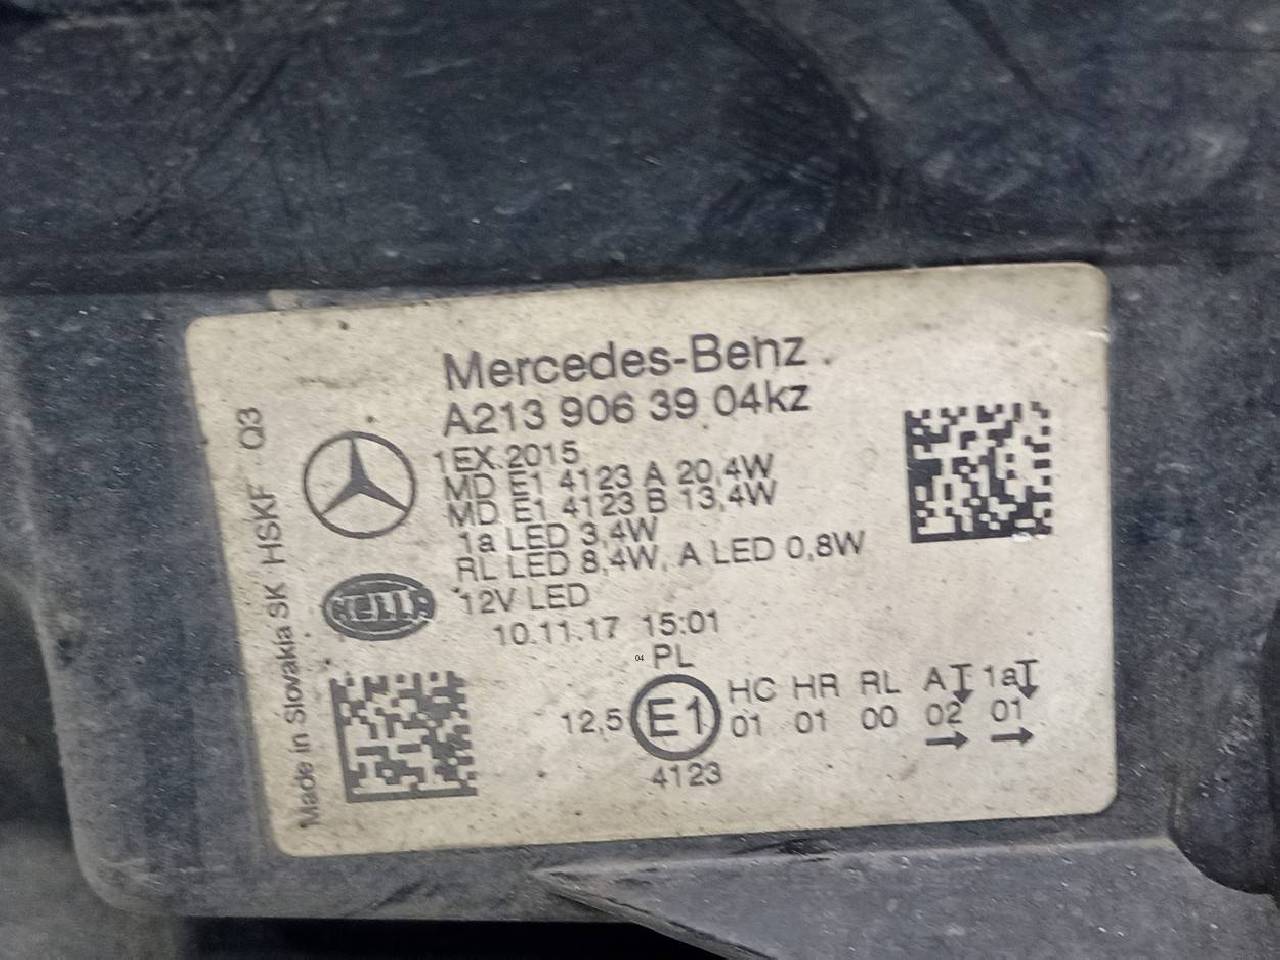 Mercedes-Benz
A213 906 39 04kz
1EX.2015
MD E1 4123 A 20,4W
MD E1 4123 B 13,4W
1a LED 3,4W
RL LED 8,4W, A LED 0,8W
12V LED
10.11.17 15:01
04 PL
12,5 E1 HC HR RL A 1a
01 01 00 02 01
→ →
4123
HELLA
Made in Slovakia SK HSKF Q3